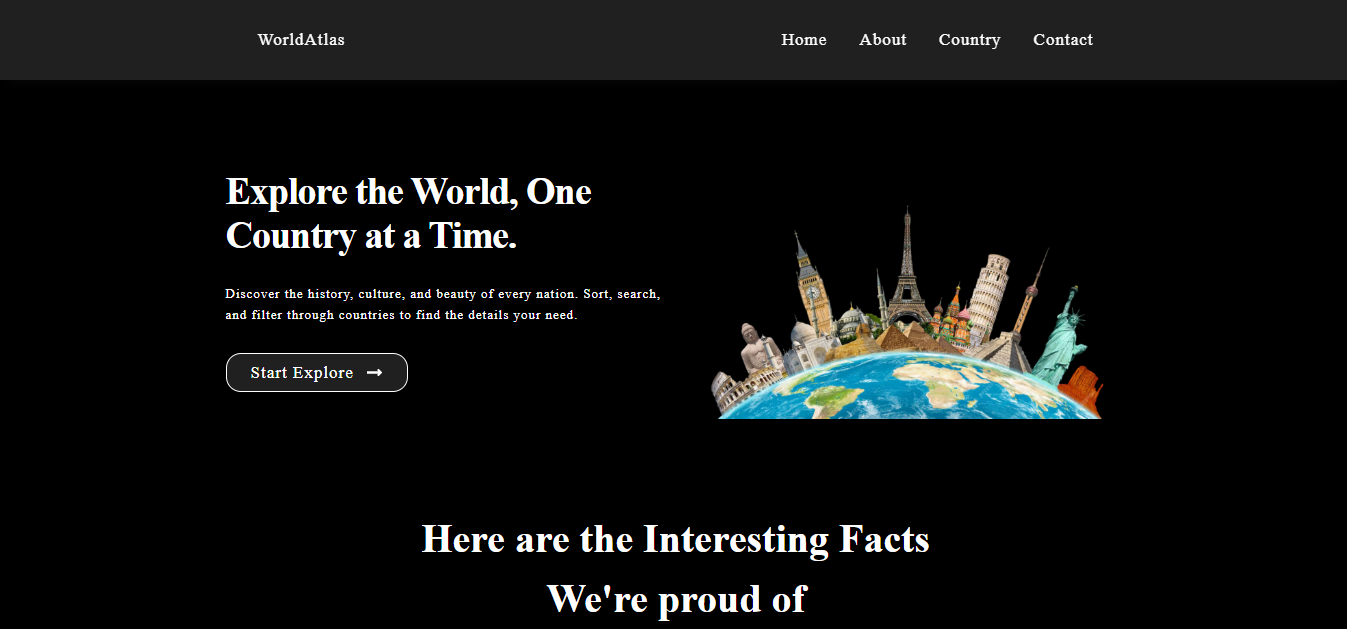 WorldAtlas
Home About Country Contact
Explore the World, One
Country at a Time.
Discover the history, culture, and beauty of every nation. Sort, search,
and filter through countries to find the details your need.
Start Explore
Here are the Interesting Facts
We're proud of